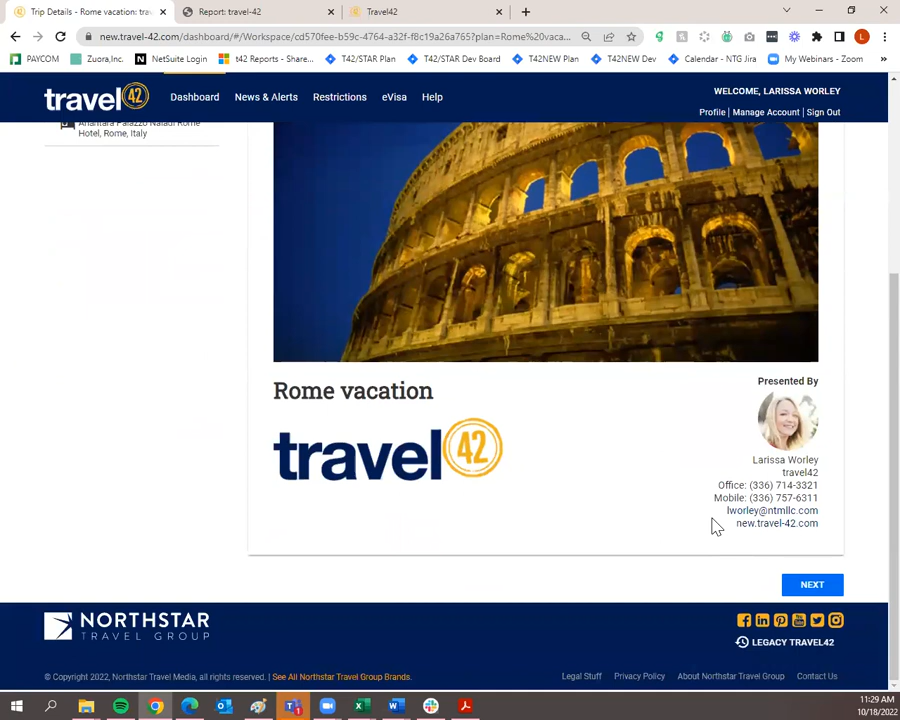 Trip Details - Rome vacation: trav
Report: travel-42
Travel42
new.travel-42.com/dashboard/#/Workspace/cd570fee-b59c-4764-a32f-f8c19a26a765?plan=Rome%20vaca...
PAYCOM
Zuora,Inc.
NetSuite Login
t42 Reports - Share...
T42/STAR Plan
T42/STAR Dev Board
T42NEW Plan
T42NEW Dev
Calendar - NTG Jira
My Webinars - Zoom
travel 42
Dashboard
News & Alerts
Restrictions
eVisa
Help
WELCOME, LARISSA WORLEY
Profile | Manage Account | Sign Out
Anantara Palazzo Naiadi Rome
Hotel, Rome, Italy
Rome vacation
travel 42
Presented By
Larissa Worley
travel42
Office: (336) 714-3321
Mobile: (336) 757-6311
lworley@ntmllc.com
new.travel-42.com
NEXT
NORTHSTAR
TRAVEL GROUP
LEGACY TRAVEL42
© Copyright 2022, Northstar Travel Media, all rights reserved. | See All Northstar Travel Group Brands.
Legal Stuff
Privacy Policy
About Northstar Travel Group
Contact Us
11:29 AM
10/18/2022